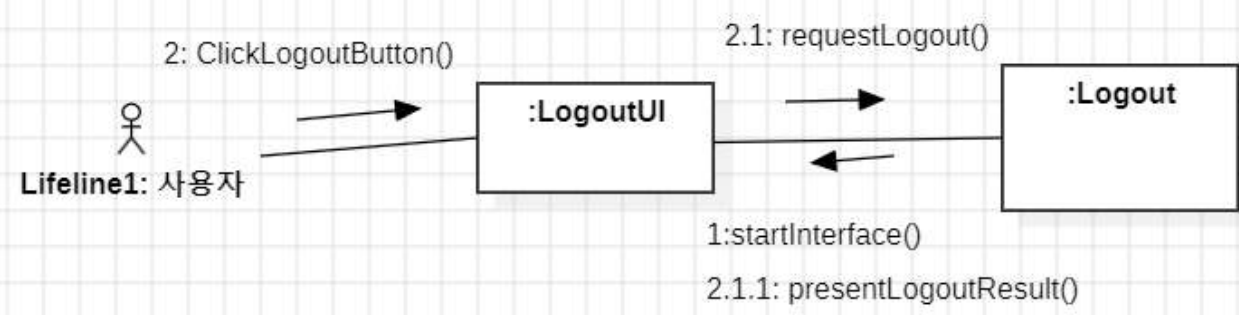 2: ClickLogoutButton()
2.1: requestLogout()
:LogoutUI
:Logout
Lifeline1: 사용자
1:startInterface()
2.1.1: presentLogoutResult()